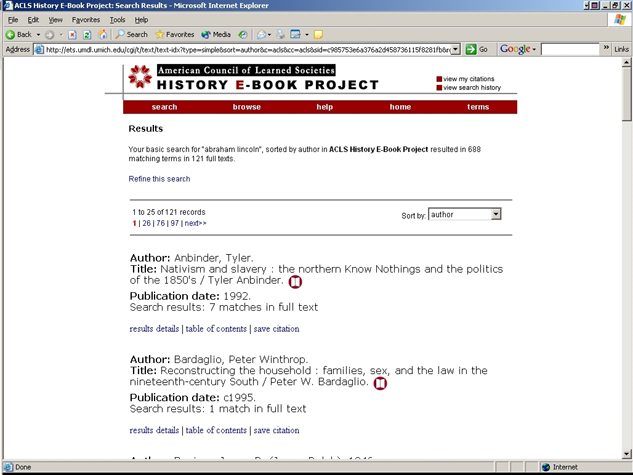 ACLS History E-Book Project: Search Results - Microsoft Internet Explorer
File Edit View Favorites Tools Help
Back Search Favorites Media
Address http://ets.umdl.umich.edu/cgi/t/text/text-idx?type=simple&sort=author&c=acls&cc=acls&sid=c985753e6a376a2d458736115f8281fb& Go Google Links
American Council of Learned Societies
HISTORY E-BOOK PROJECT
view my citations
view search history
search browse help home terms
Results
Your basic search for "abraham lincoln", sorted by author in ACLS History E-Book Project resulted in 688
matching terms in 121 full texts.
Refine this search
1 to 25 of 121 records
Sort by: author
1 | 26 | 76 | 97 | next>>
Author: Anbinder, Tyler.
Title: Nativism and slavery : the northern Know Nothings and the politics
of the 1850's / Tyler Anbinder.
Publication date: 1992.
Search results: 7 matches in full text
results details | table of contents | save citation
Author: Bardaglio, Peter Winthrop.
Title: Reconstructing the household : families, sex, and the law in the
nineteenth-century South / Peter W. Bardaglio.
Publication date: c1995.
Search results: 1 match in full text
results details | table of contents | save citation
Done Internet